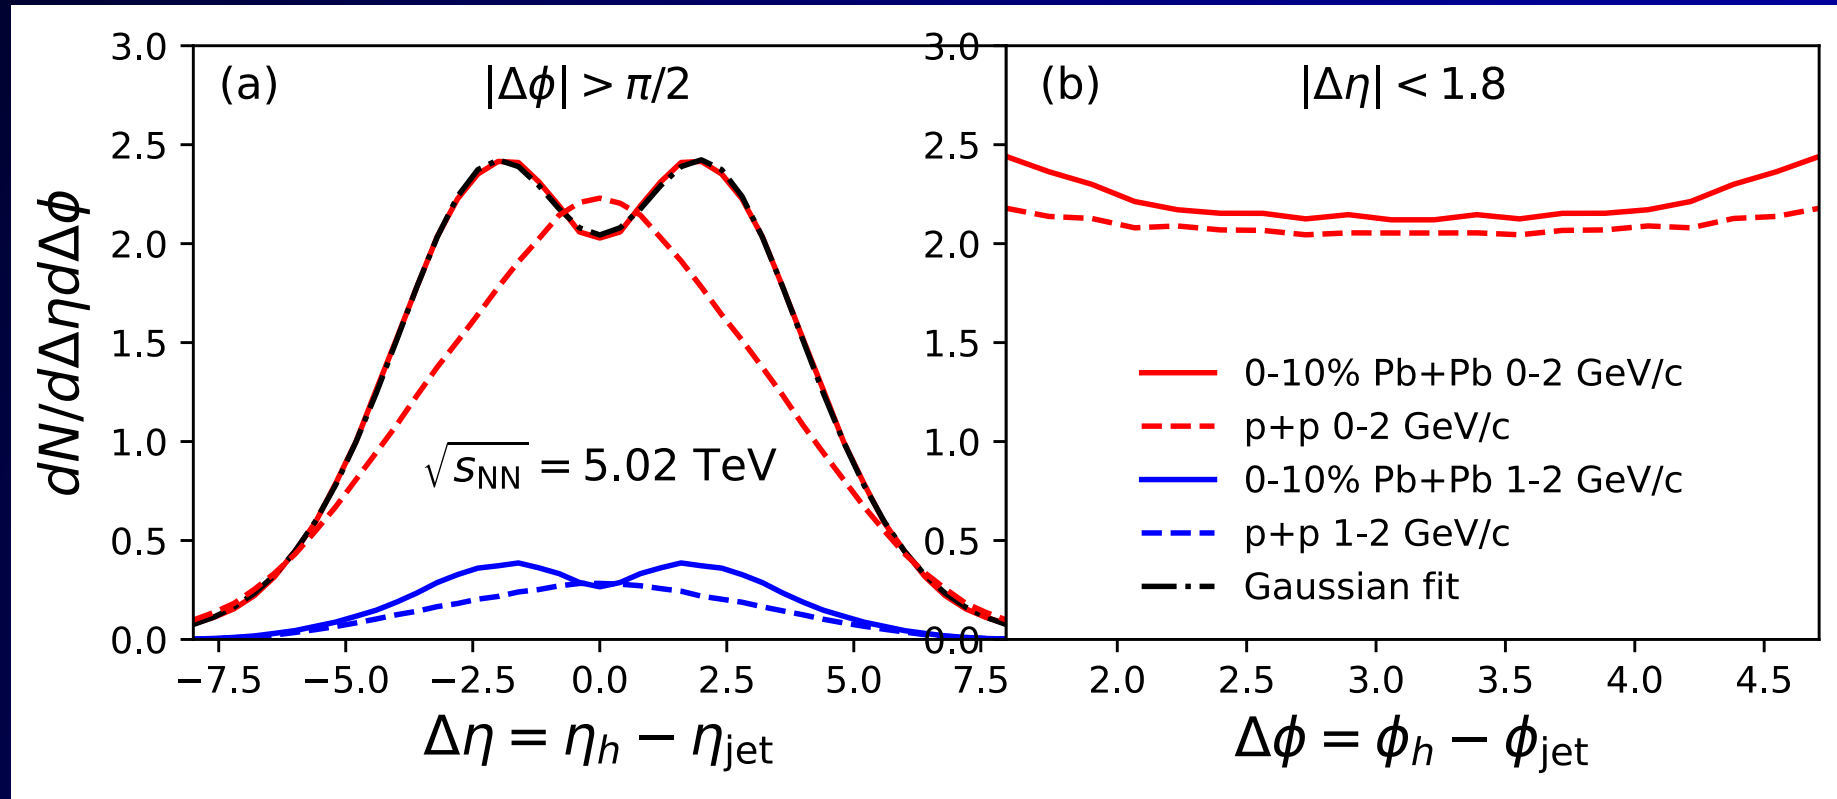 (a)
|Δϕ| > π/2
3.0
2.5
2.0
1.5
1.0
0.5
0.0
dN/dΔηdΔϕ
√sNN = 5.02 TeV
−7.5 −5.0 −2.5 0.0 2.5 5.0 7.5
Δη = ηh − ηjet
(b)
|Δη| < 1.8
3.0
2.5
2.0
1.5
1.0
0.5
0.0
0-10% Pb+Pb 0-2 GeV/c
p+p 0-2 GeV/c
0-10% Pb+Pb 1-2 GeV/c
p+p 1-2 GeV/c
Gaussian fit
2.0 2.5 3.0 3.5 4.0 4.5
Δϕ = ϕh − ϕjet